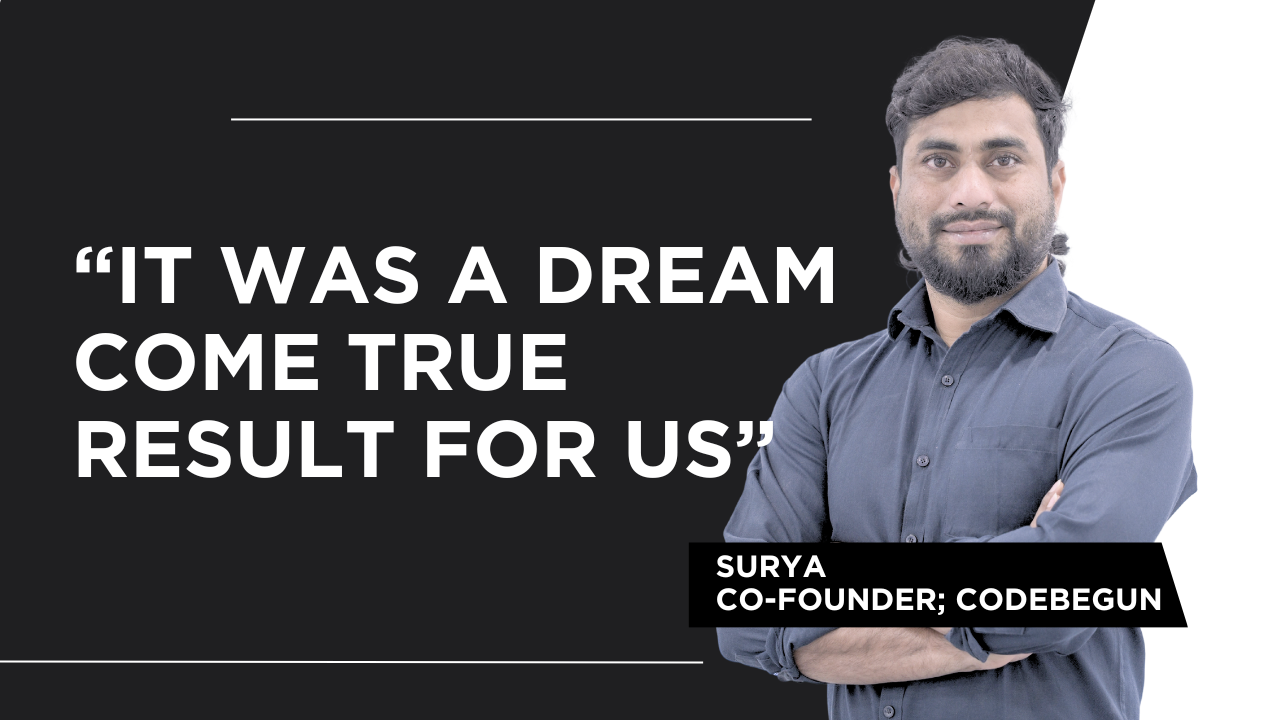 “IT WAS A DREAM
COME TRUE
RESULT FOR US”
SURYA
CO-FOUNDER; CODEBEGUN